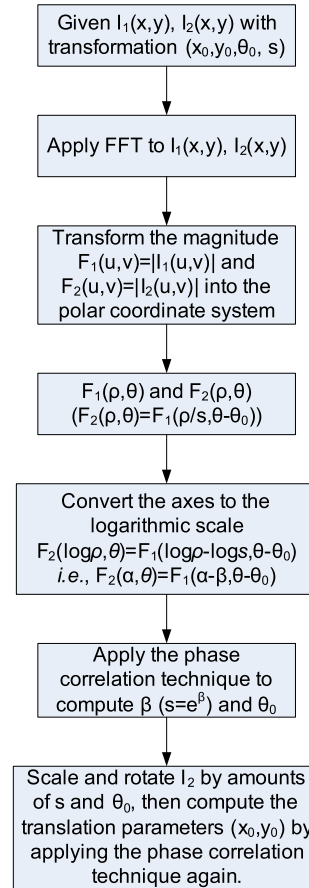 Given I₁(x,y), I₂(x,y) with
transformation (x₀,y₀,θ₀, s)
Apply FFT to I₁(x,y), I₂(x,y)
Transform the magnitude
F₁(u,v)=|I₁(u,v)| and
F₂(u,v)=|I₂(u,v)| into the
polar coordinate system
F₁(ρ,θ) and F₂(ρ,θ)
(F₂(ρ,θ)=F₁(ρ/s,θ-θ₀))
Convert the axes to the
logarithmic scale
F₂(logρ,θ)=F₁(logρ-logs,θ-θ₀)
i.e., F₂(α,θ)=F₁(α-β,θ-θ₀)
Apply the phase
correlation technique to
compute β (s=e^β) and θ₀
Scale and rotate I₂ by amounts
of s and θ₀, then compute the
translation parameters (x₀,y₀) by
applying the phase correlation
technique again.